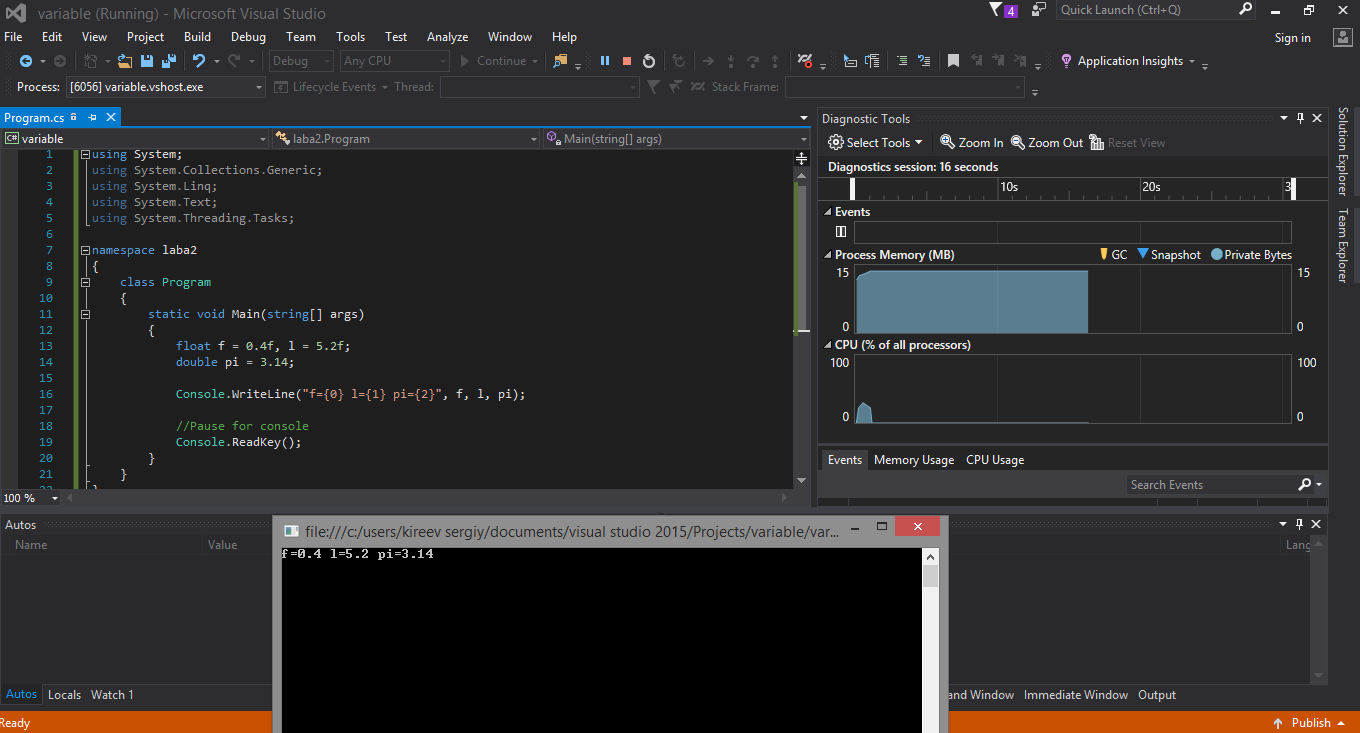 variable (Running) - Microsoft Visual Studio
4
Quick Launch (Ctrl+Q)
File Edit View Project Build Debug Team Tools Test Analyze Window Help
Sign in
Debug Any CPU Continue Application Insights
Process: [6056] variable.vshost.exe Lifecycle Events Thread: Stack Frame:
Program.cs
C# variable laba2.Program Main(string[] args)
1 using System;
2 using System.Collections.Generic;
3 using System.Linq;
4 using System.Text;
5 using System.Threading.Tasks;
6
7 namespace laba2
8 {
9 class Program
10 {
11 static void Main(string[] args)
12 {
13 float f = 0.4f, l = 5.2f;
14 double pi = 3.14;
15
16 Console.WriteLine("f={0} l={1} pi={2}", f, l, pi);
17
18 //Pause for console
19 Console.ReadKey();
20 }
21 }
22 }
100 %
Diagnostic Tools
Select Tools Zoom In Zoom Out Reset View
Diagnostics session: 16 seconds
10s 20s 3
Events
Process Memory (MB) GC Snapshot Private Bytes
15 15
0 0
CPU (% of all processors)
100 100
0 0
Events Memory Usage CPU Usage
Search Events
Solution Explorer
Team Explorer
Autos
Name Value Lang
file:///c:/users/kireev sergiy/documents/visual studio 2015/Projects/variable/var...
f=0.4 l=5.2 pi=3.14
Autos Locals Watch 1
and Window Immediate Window Output
Ready
Publish